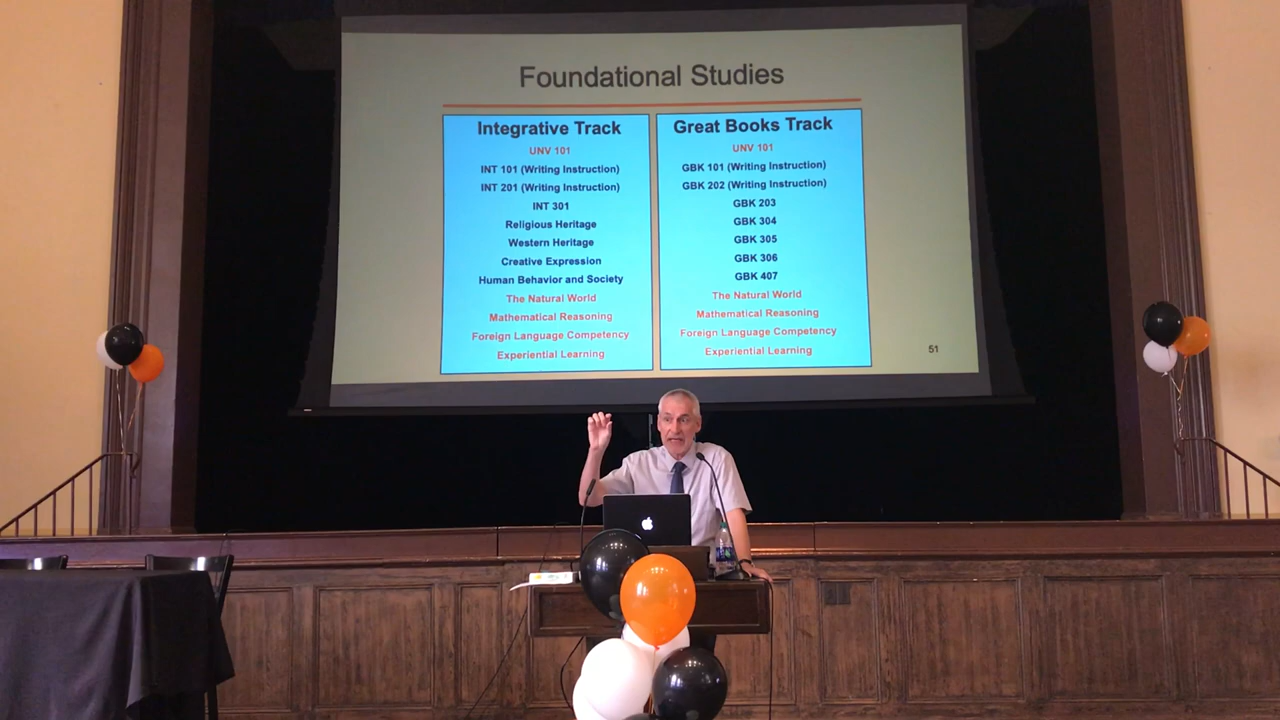 Foundational Studies
Integrative Track
UNV 101
INT 101 (Writing Instruction)
INT 201 (Writing Instruction)
INT 301
Religious Heritage
Western Heritage
Creative Expression
Human Behavior and Society
The Natural World
Mathematical Reasoning
Foreign Language Competency
Experiential Learning
Great Books Track
UNV 101
GBK 101 (Writing Instruction)
GBK 202 (Writing Instruction)
GBK 203
GBK 304
GBK 305
GBK 306
GBK 407
The Natural World
Mathematical Reasoning
Foreign Language Competency
Experiential Learning
51